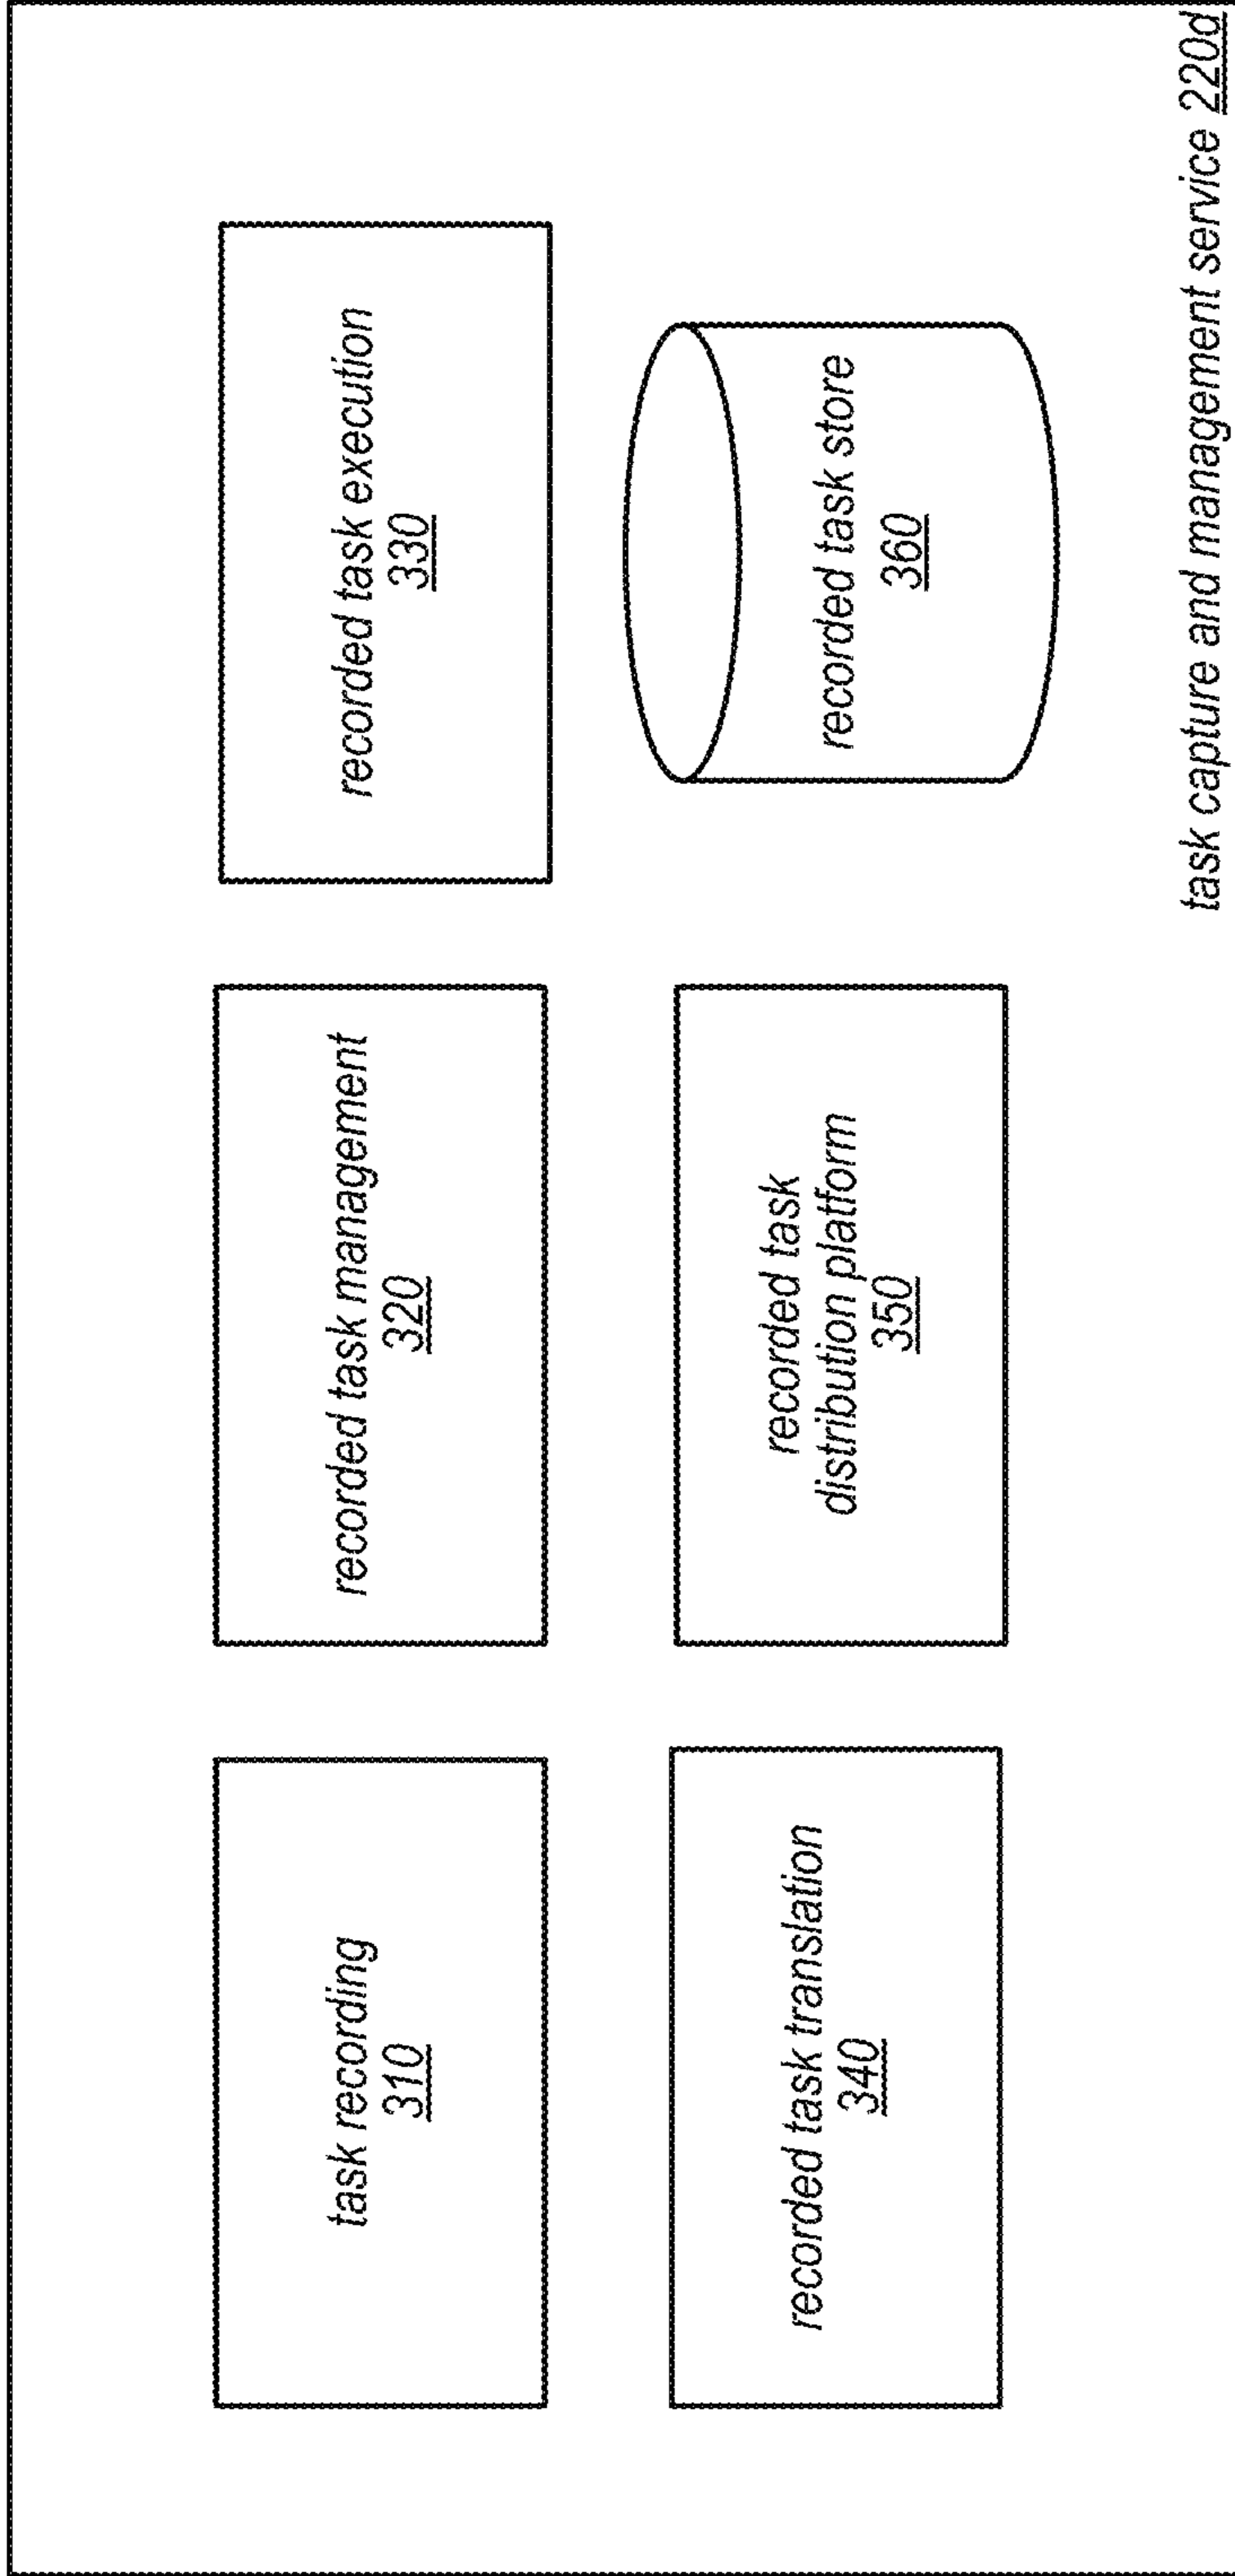 task recording
310
recorded task management
320
recorded task execution
330
recorded task translation
340
recorded task
distribution platform
350
recorded task store
360
task capture and management service 220d